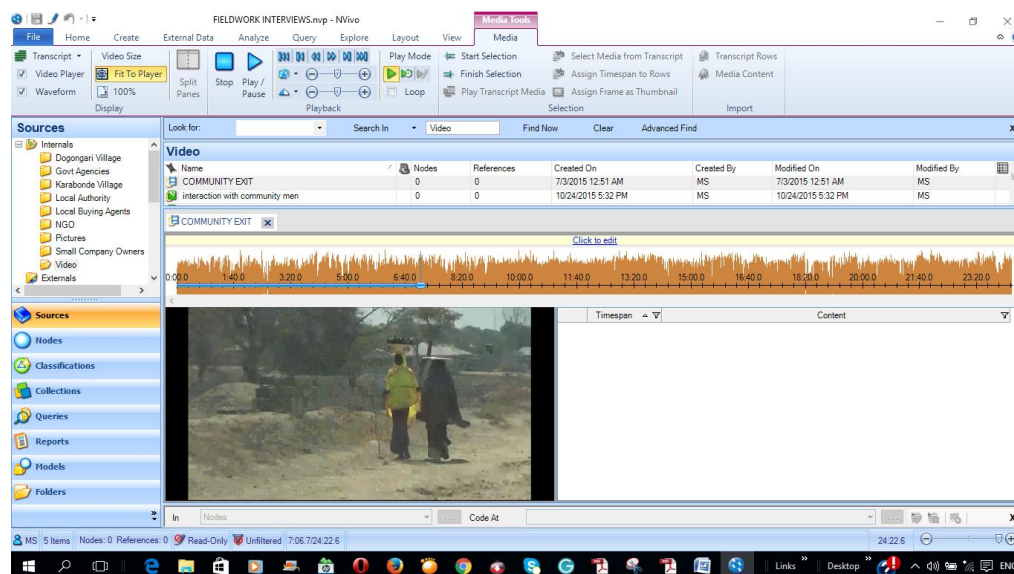 FIELDWORK INTERVIEWS.nvp - NVivo
Media Tools
File Home Create External Data Analyze Query Explore Layout View Media
Transcript Video Size
Video Player Fit To Player
Waveform 100%
Display
Split Panes
Stop
Play / Pause
Playback
Play Mode
Loop
Start Selection
Finish Selection
Play Transcript Media
Select Media from Transcript
Assign Timespan to Rows
Assign Frame as Thumbnail
Selection
Transcript Rows
Media Content
Import
Sources
Internals
Dogongari Village
Govt Agencies
Karabonde Village
Local Authority
Local Buying Agents
NGO
Pictures
Small Company Owners
Video
Externals
Sources
Nodes
Classifications
Collections
Queries
Reports
Models
Folders
Look for: Search In Video Find Now Clear Advanced Find
Video
Name Nodes References Created On Created By Modified On Modified By
COMMUNITY EXIT 0 0 7/3/2015 12:51 AM MS 7/3/2015 12:51 AM MS
interaction with community men 0 0 10/24/2015 5:32 PM MS 10/24/2015 5:32 PM MS
COMMUNITY EXIT
Click to edit
0:00.0 1:40.0 3:20.0 5:00.0 6:40.0 8:20.0 10:00.0 11:40.0 13:20.0 15:00.0 16:40.0 18:20.0 20:00.0 21:40.0 23:20.0
Timespan Content
In Nodes Code At
MS 5 Items Nodes: 0 References: 0 Read-Only Unfiltered 7:06.7/24:22.6 24:22.6
Links Desktop ENG